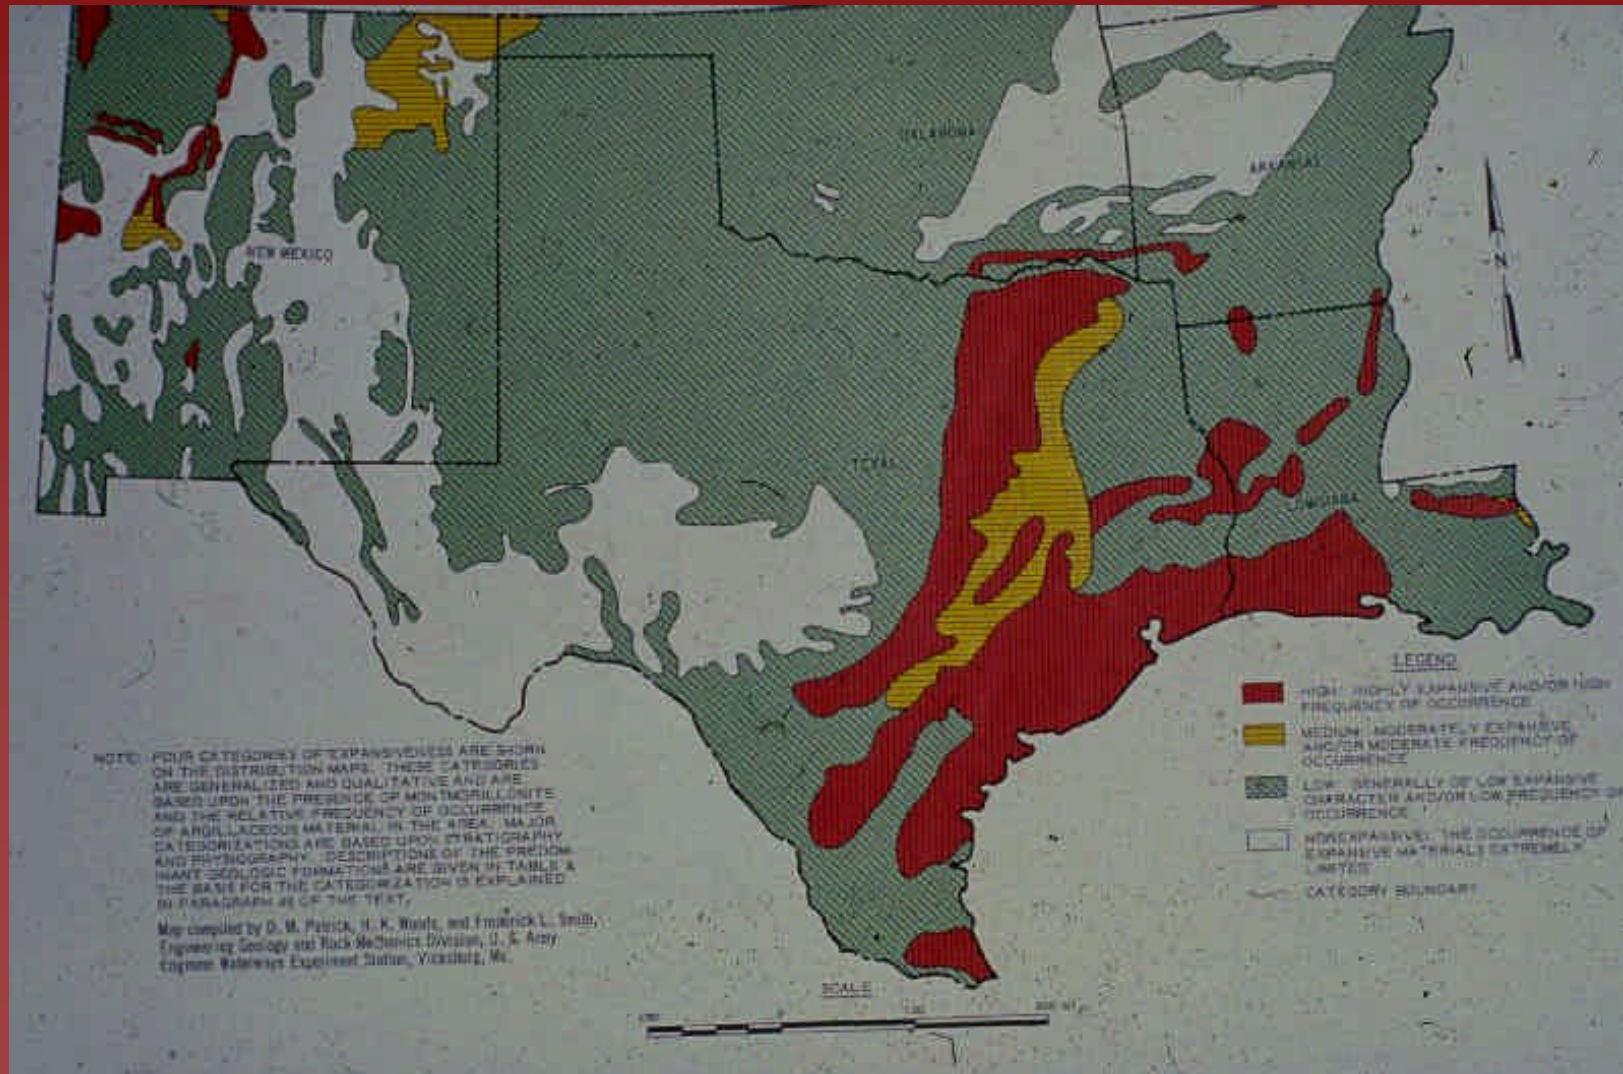 OKLAHOMA
ARKANSAS
NEW MEXICO
N
TEXAS
LOUISIANA
LEGEND
HIGH: HIGHLY EXPANSIVE AND/OR HIGH
FREQUENCY OF OCCURRENCE
MEDIUM: MODERATELY EXPANSIVE
AND/OR MODERATE FREQUENCY OF
OCCURRENCE
LOW: GENERALLY OF LOW EXPANSIVE
CHARACTER AND/OR LOW FREQUENCY OF
OCCURRENCE
NONEXPANSIVE: THE OCCURRENCE OF
EXPANSIVE MATERIALS EXTREMELY
LIMITED
CATEGORY BOUNDARY
NOTE: FOUR CATEGORIES OF EXPANSIVENESS ARE SHOWN
ON THE DISTRIBUTION MAPS. THESE CATEGORIES
ARE GENERALIZED AND QUALITATIVE AND ARE
BASED UPON THE PRESENCE OF MONTMORILLONITE
AND THE RELATIVE FREQUENCY OF OCCURRENCE
OF ARGILLACEOUS MATERIAL IN THE AREA. MAJOR
CATEGORIZATIONS ARE BASED UPON STRATIGRAPHY
AND PHYSIOGRAPHY. DESCRIPTIONS OF THE PREDOM-
INANT GEOLOGIC FORMATIONS ARE GIVEN IN TABLE
THE BASIS FOR THE CATEGORIZATION IS EXPLAINED
IN PARAGRAPH OF THE TEXT.
Map compiled by D. M. Patrick, H. K. Woods, and Frederick L. Smith,
Engineering Geology and Rock Mechanics Division, U. S. Army
Engineer Waterways Experiment Station, Vicksburg, Ms.
SCALE